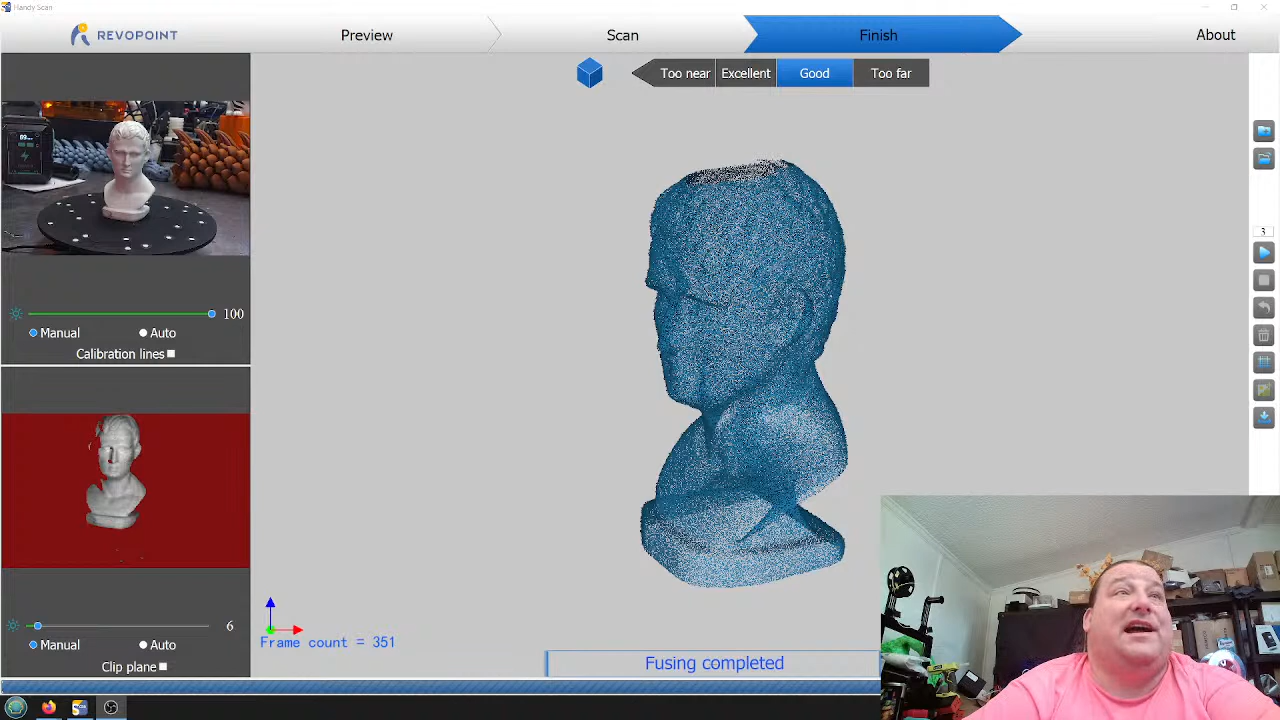 Handy Scan
REVOPOINT
Preview
Scan
Finish
About
Too near
Excellent
Good
Too far
3
100
Manual
Auto
Calibration lines
6
Manual
Auto
Clip plane
Frame count = 351
Fusing completed